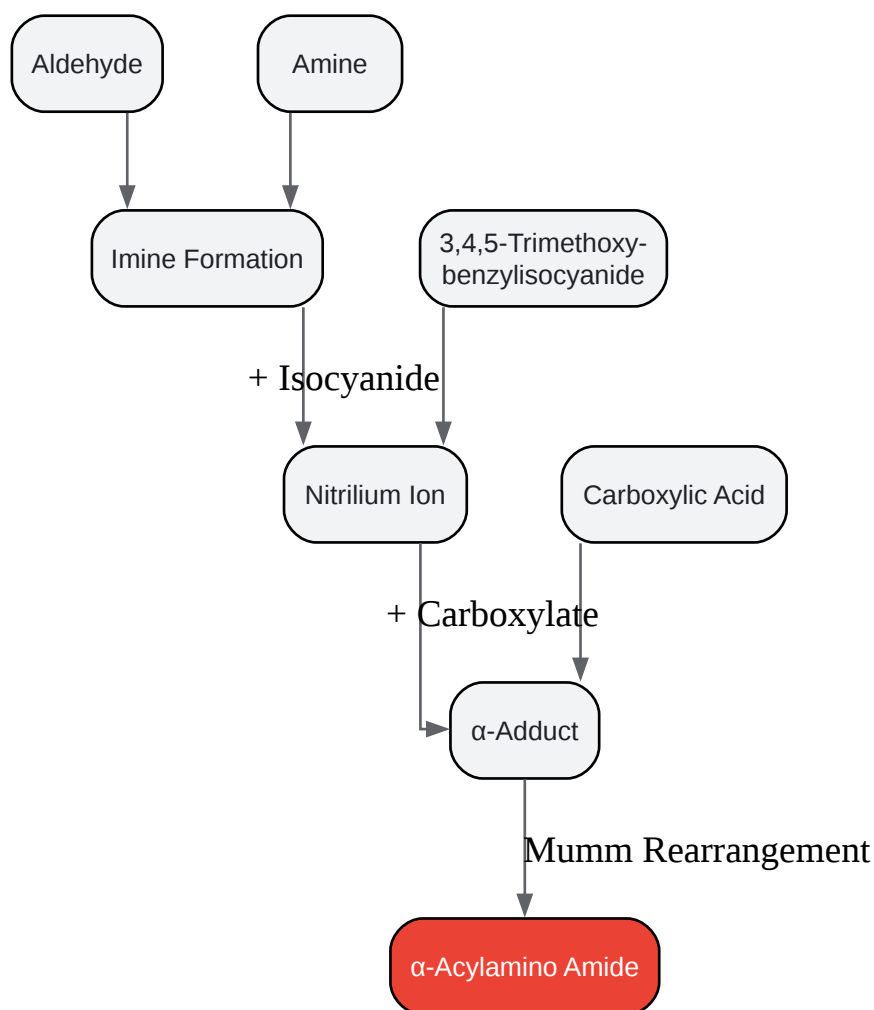 Aldehyde
Amine
Imine Formation
3,4,5-Trimethoxy-
benzylisocyanide
+ Isocyanide
Nitrilium Ion
Carboxylic Acid
+ Carboxylate
α-Adduct
Mumm Rearrangement
α-Acylamino Amide